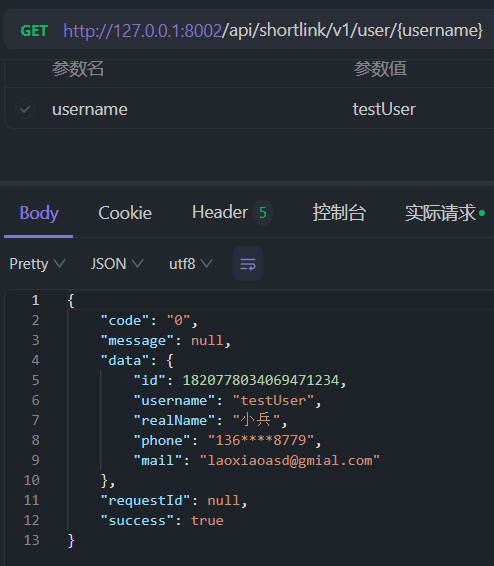 GET http://127.0.0.1:8002/api/shortlink/v1/user/{username}
参数名 参数值
username testUser
Body Cookie Header 5 控制台 实际请求
Pretty JSON utf8
1 {
2 "code": "0",
3 "message": null,
4 "data": {
5 "id": 1820778034069471234,
6 "username": "testUser",
7 "realName": "小兵",
8 "phone": "136****8779",
9 "mail": "laoxiaoasd@gmial.com"
10 },
11 "requestId": null,
12 "success": true
13 }